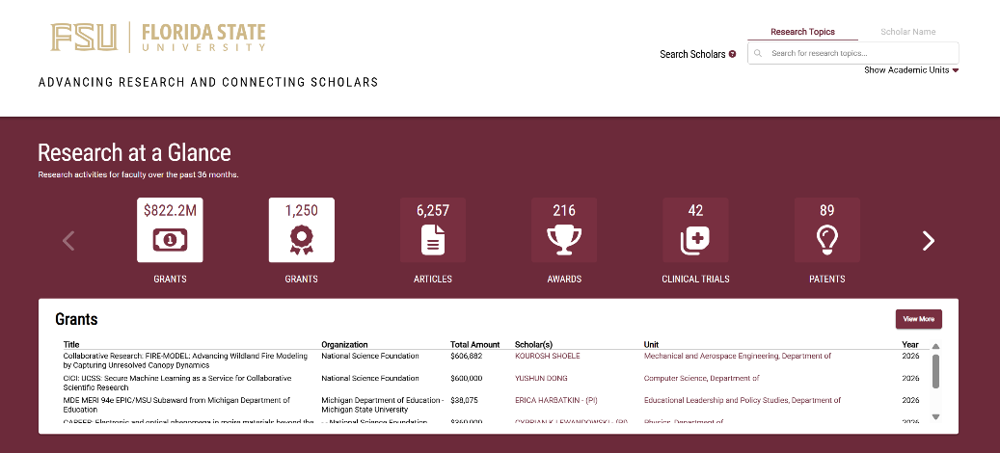 FSU
FLORIDA STATE
UNIVERSITY
ADVANCING RESEARCH AND CONNECTING SCHOLARS
Research Topics
Scholar Name
Search Scholars ?
Search for research topics...
Show Academic Units
Research at a Glance
Research activities for faculty over the past 36 months.
$822.2M
1
GRANTS
1,250
GRANTS
6,257
ARTICLES
216
AWARDS
42
CLINICAL TRIALS
89
PATENTS
Grants
View More
Title Organization Total Amount Scholar(s) Unit Year
Collaborative Research: FIRE-MODEL: Advancing Wildland Fire Modeling National Science Foundation $606,882 KOUROSH SHOELE Mechanical and Aerospace Engineering, Department of 2026
by Capturing Unresolved Canopy Dynamics
CICI: UCSS: Secure Machine Learning as a Service for Collaborative National Science Foundation $600,000 YUSHUN DONG Computer Science, Department of 2026
Scientific Research
MDE MERI 94e EPIC/MSU Subaward from Michigan Department of Michigan Department of Education - $38,075 ERICA HARBATKIN - (PI) Educational Leadership and Policy Studies, Department of 2026
Education Michigan State University
CAREER: Electronic and optical phenomena in moire materials beyond the - - National Science Foundation $360,000 CYPRIAN K LEWANDOWSKI - (PI) Physics, Department of 2026